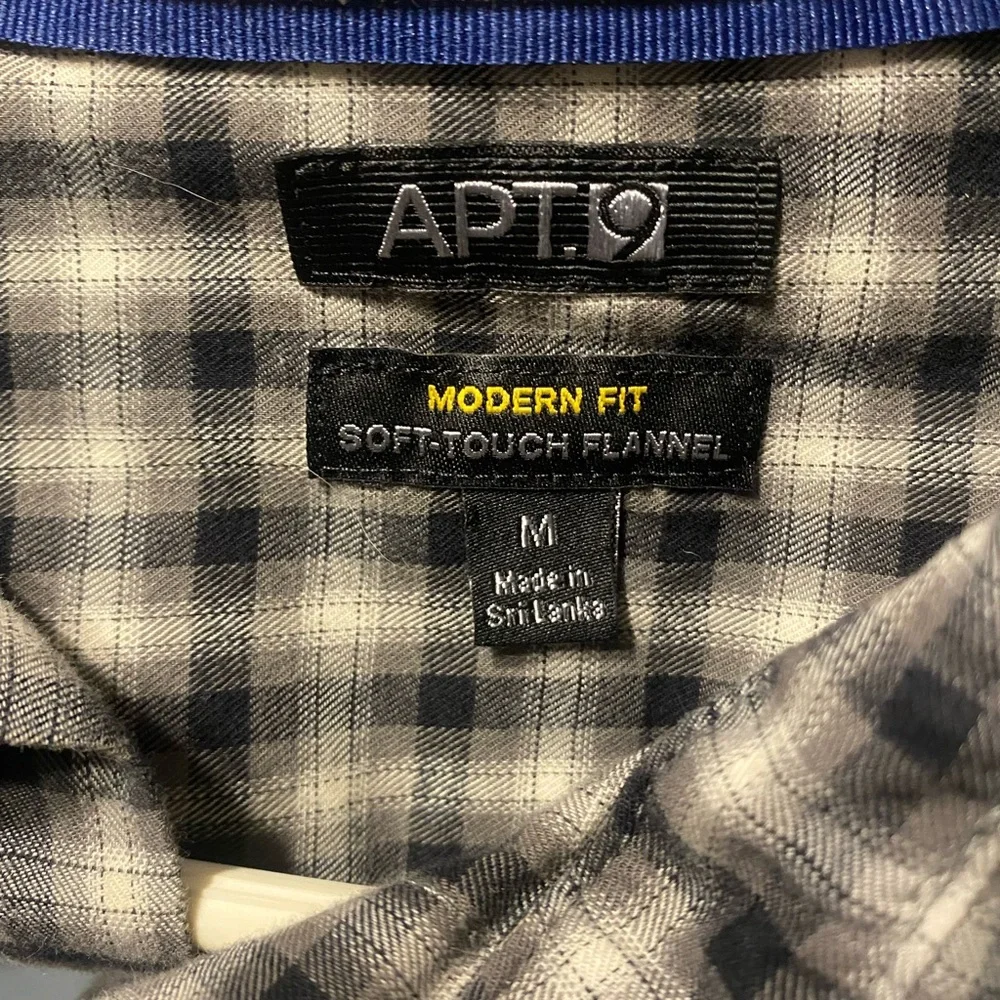 APT.9
MODERN FIT
SOFT-TOUCH FLANNEL
M
Made in
Sri Lanka